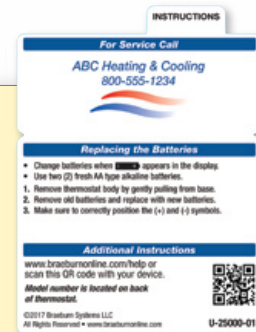 INSTRUCTIONS
For Service Call
ABC Heating & Cooling
800-555-1234
Replacing the Batteries
• Change batteries when appears in the display.
• Use two (2) fresh AA type alkaline batteries.
1. Remove thermostat body by gently pulling from base.
2. Remove old batteries and replace with new batteries.
3. Make sure to correctly position the (+) and (-) symbols.
Additional Instructions
www.braeburnonline.com/help or
scan this QR code with your device.
Model number is located on back
of thermostat.
©2017 Braeburn Systems LLC
All Rights Reserved • www.braeburnonline.com
U-25000-01